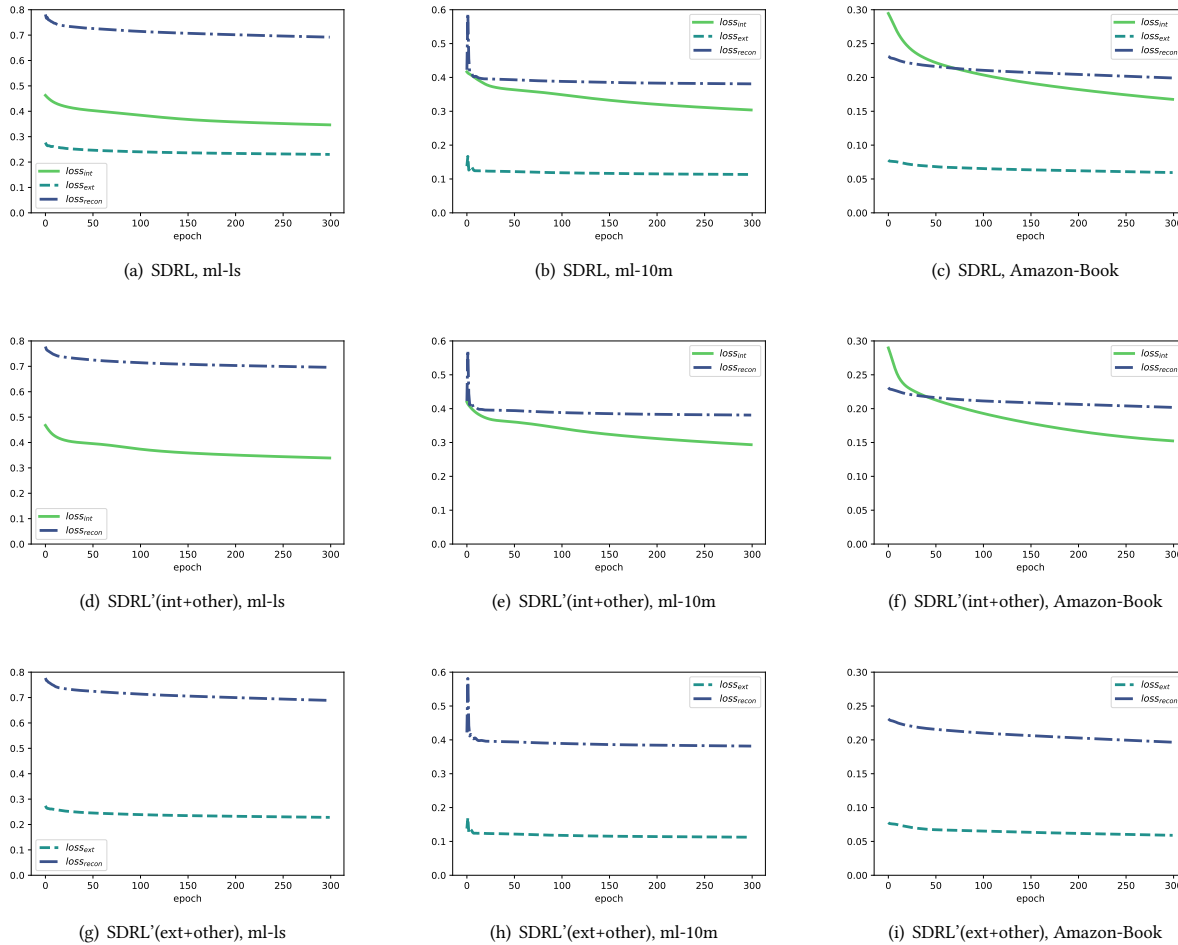 0.8
0.7
0.6
0.5
0.4
0.3
0.2
0.1
0.0
loss_int
loss_ext
loss_recon
0 50 100 150 200 250 300
epoch
(a) SDRL, ml-ls
0.6
0.5
0.4
0.3
0.2
0.1
0.0
loss_int
loss_ext
loss_recon
0 50 100 150 200 250 300
epoch
(b) SDRL, ml-10m
0.30
0.25
0.20
0.15
0.10
0.05
0.00
loss_int
loss_ext
loss_recon
0 50 100 150 200 250 300
epoch
(c) SDRL, Amazon-Book
0.8
0.7
0.6
0.5
0.4
0.3
0.2
0.1
0.0
loss_int
loss_recon
0 50 100 150 200 250 300
epoch
(d) SDRL'(int+other), ml-ls
0.6
0.5
0.4
0.3
0.2
0.1
0.0
loss_int
loss_recon
0 50 100 150 200 250 300
epoch
(e) SDRL'(int+other), ml-10m
0.30
0.25
0.20
0.15
0.10
0.05
0.00
loss_int
loss_recon
0 50 100 150 200 250 300
epoch
(f) SDRL'(int+other), Amazon-Book
0.8
0.7
0.6
0.5
0.4
0.3
0.2
0.1
0.0
loss_ext
loss_recon
0 50 100 150 200 250 300
epoch
(g) SDRL'(ext+other), ml-ls
0.6
0.5
0.4
0.3
0.2
0.1
0.0
loss_ext
loss_recon
0 50 100 150 200 250 300
epoch
(h) SDRL'(ext+other), ml-10m
0.30
0.25
0.20
0.15
0.10
0.05
0.00
loss_ext
loss_recon
0 50 100 150 200 250 300
epoch
(i) SDRL'(ext+other), Amazon-Book